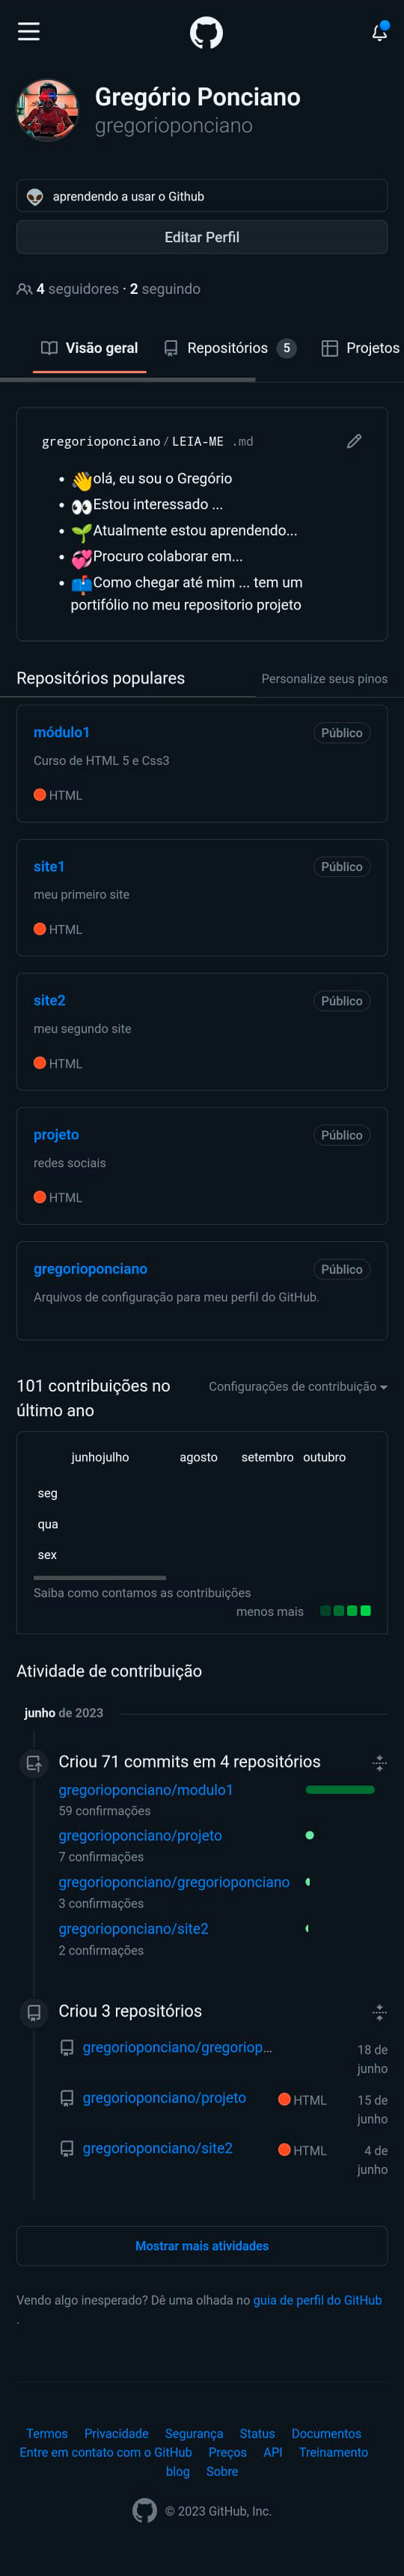 Gregório Ponciano
gregorioponciano
👽 aprendendo a usar o Github
Editar Perfil
4 seguidores · 2 seguindo
Visão geral Repositórios 5 Projetos
gregorioponciano / LEIA-ME .md
• 👋olá, eu sou o Gregório
• 👀Estou interessado ...
• 🌱Atualmente estou aprendendo...
• 💞️Procuro colaborar em...
• 📫Como chegar até mim ... tem um
portifólio no meu repositorio projeto
Repositórios populares Personalize seus pinos
módulo1 Público
Curso de HTML 5 e Css3
HTML
site1 Público
meu primeiro site
HTML
site2 Público
meu segundo site
HTML
projeto Público
redes sociais
HTML
gregorioponciano Público
Arquivos de configuração para meu perfil do GitHub.
101 contribuições no
último ano
Configurações de contribuição
junhojulho agosto setembro outubro
seg
qua
sex
Saiba como contamos as contribuições
menos mais
Atividade de contribuição
junho de 2023
Criou 71 commits em 4 repositórios
gregorioponciano/modulo1
59 confirmações
gregorioponciano/projeto
7 confirmações
gregorioponciano/gregorioponciano
3 confirmações
gregorioponciano/site2
2 confirmações
Criou 3 repositórios
gregorioponciano/gregoriop... 18 de
junho
gregorioponciano/projeto HTML 15 de
junho
gregorioponciano/site2 HTML 4 de
junho
Mostrar mais atividades
Vendo algo inesperado? Dê uma olhada no guia de perfil do GitHub
.
Termos Privacidade Segurança Status Documentos
Entre em contato com o GitHub Preços API Treinamento
blog Sobre
© 2023 GitHub, Inc.